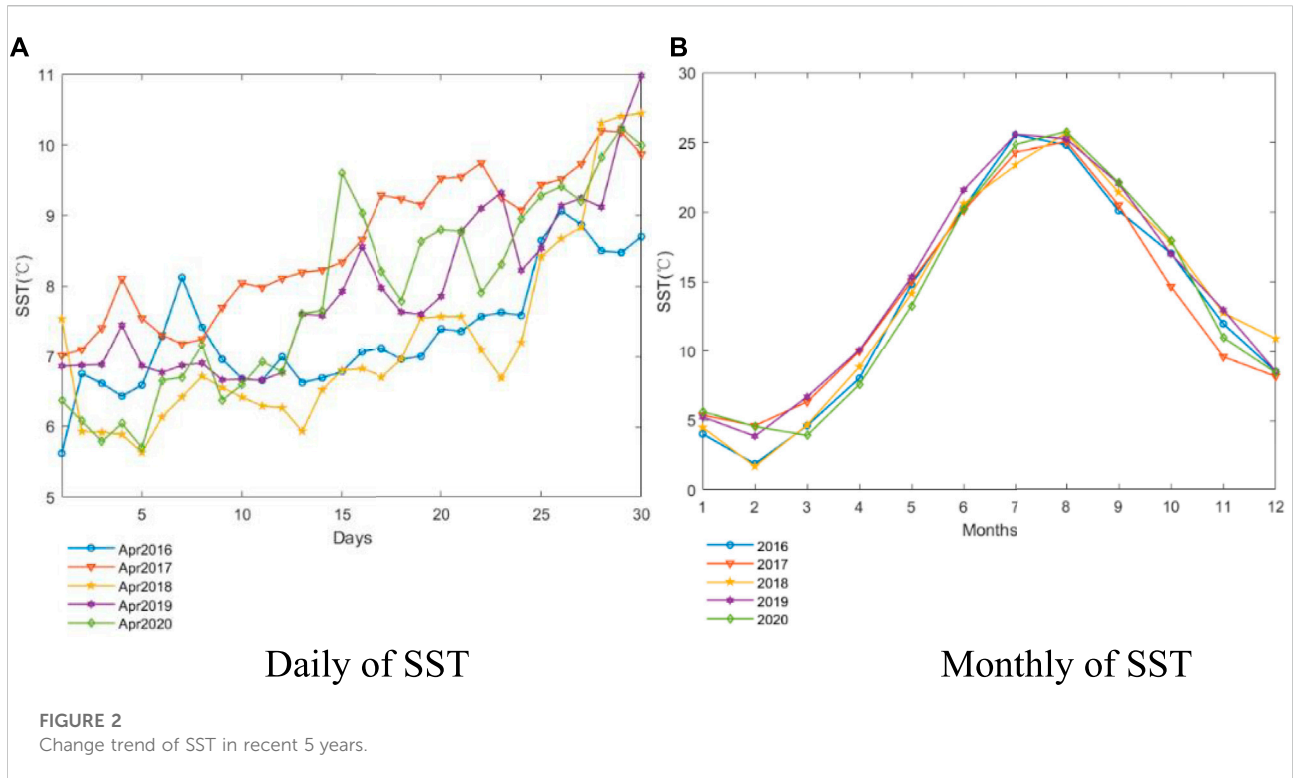 A
11
10
9
8
7
6
5
SST(℃)
5
10
15
20
25
30
Days
Apr2016
Apr2017
Apr2018
Apr2019
Apr2020
Daily of SST
B
30
25
20
15
10
5
0
SST(℃)
1
2
3
4
5
6
7
8
9
10
11
12
Months
2016
2017
2018
2019
2020
Monthly of SST
FIGURE 2
Change trend of SST in recent 5 years.